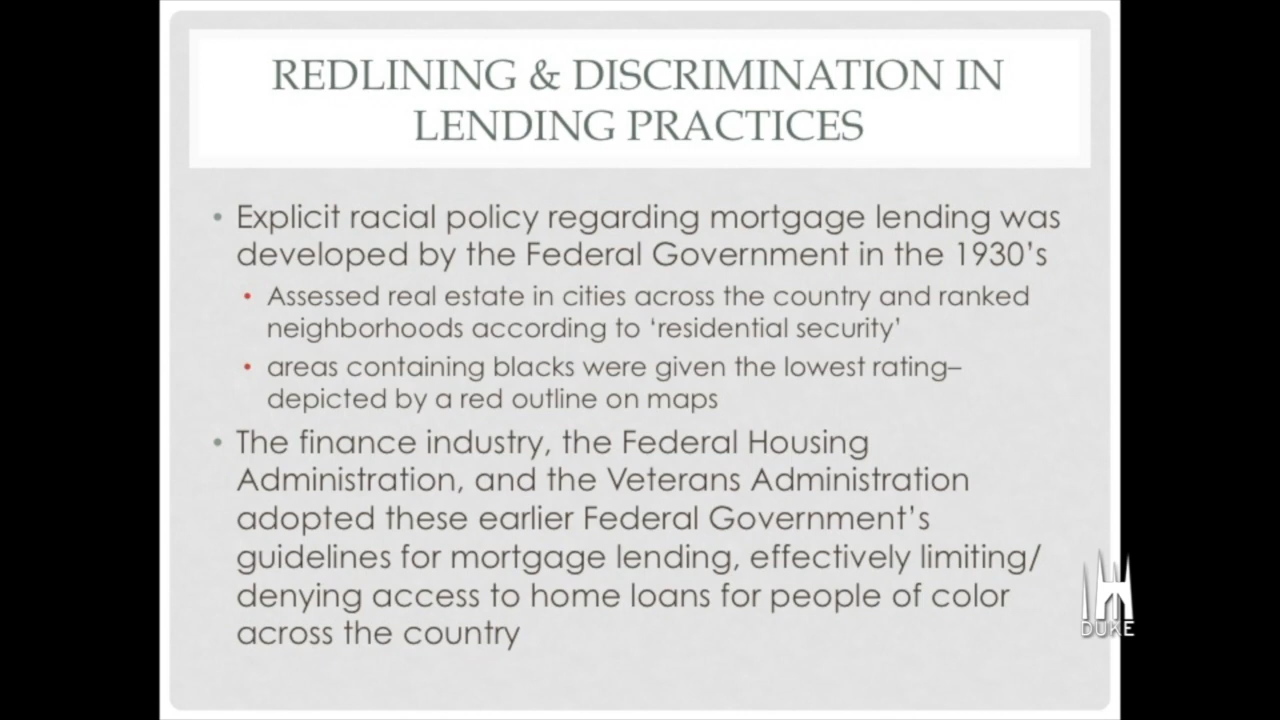 REDLINING & DISCRIMINATION IN
LENDING PRACTICES
• Explicit racial policy regarding mortgage lending was
developed by the Federal Government in the 1930's
• Assessed real estate in cities across the country and ranked
neighborhoods according to ‘residential security’
• areas containing blacks were given the lowest rating–
depicted by a red outline on maps
• The finance industry, the Federal Housing
Administration, and the Veterans Administration
adopted these earlier Federal Government's
guidelines for mortgage lending, effectively limiting/
denying access to home loans for people of color
across the country
DUKE